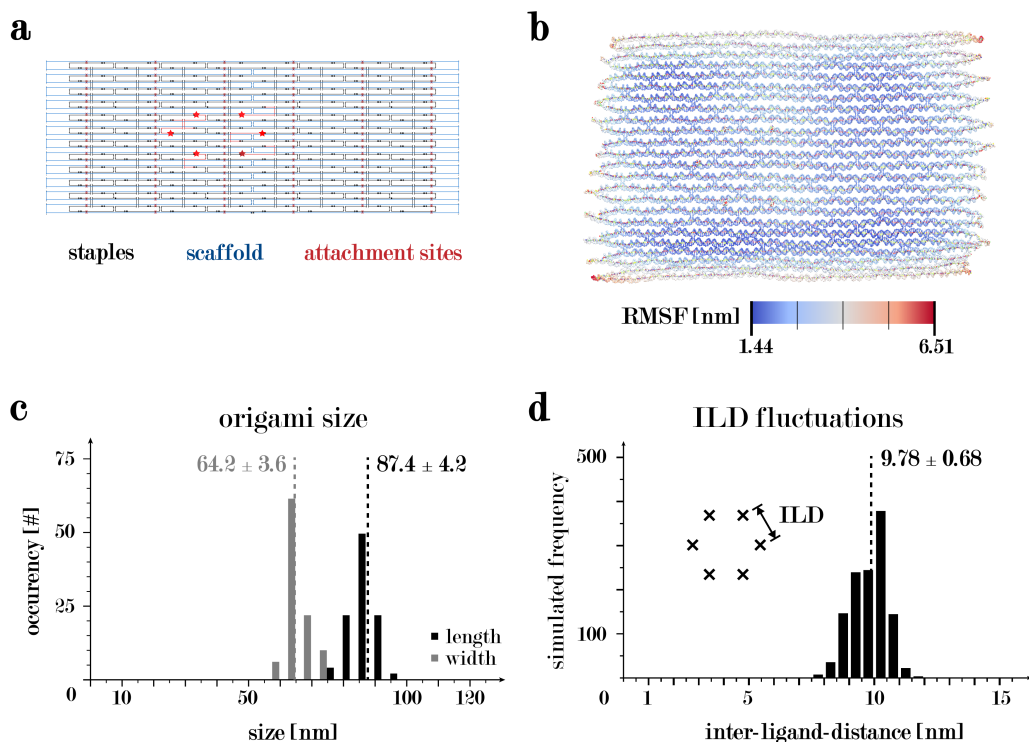 a
staples scaffold attachment sites
b
RMSF [nm]
1.44 6.51
c
origami size
64.2 ± 3.6 87.4 ± 4.2
75
50
25
0
occurency [#]
length
width
10 50 100 120
size [nm]
d
ILD fluctuations
9.78 ± 0.68
500
100
0
simulated frequency
ILD
1 5 10 15
inter-ligand-distance [nm]